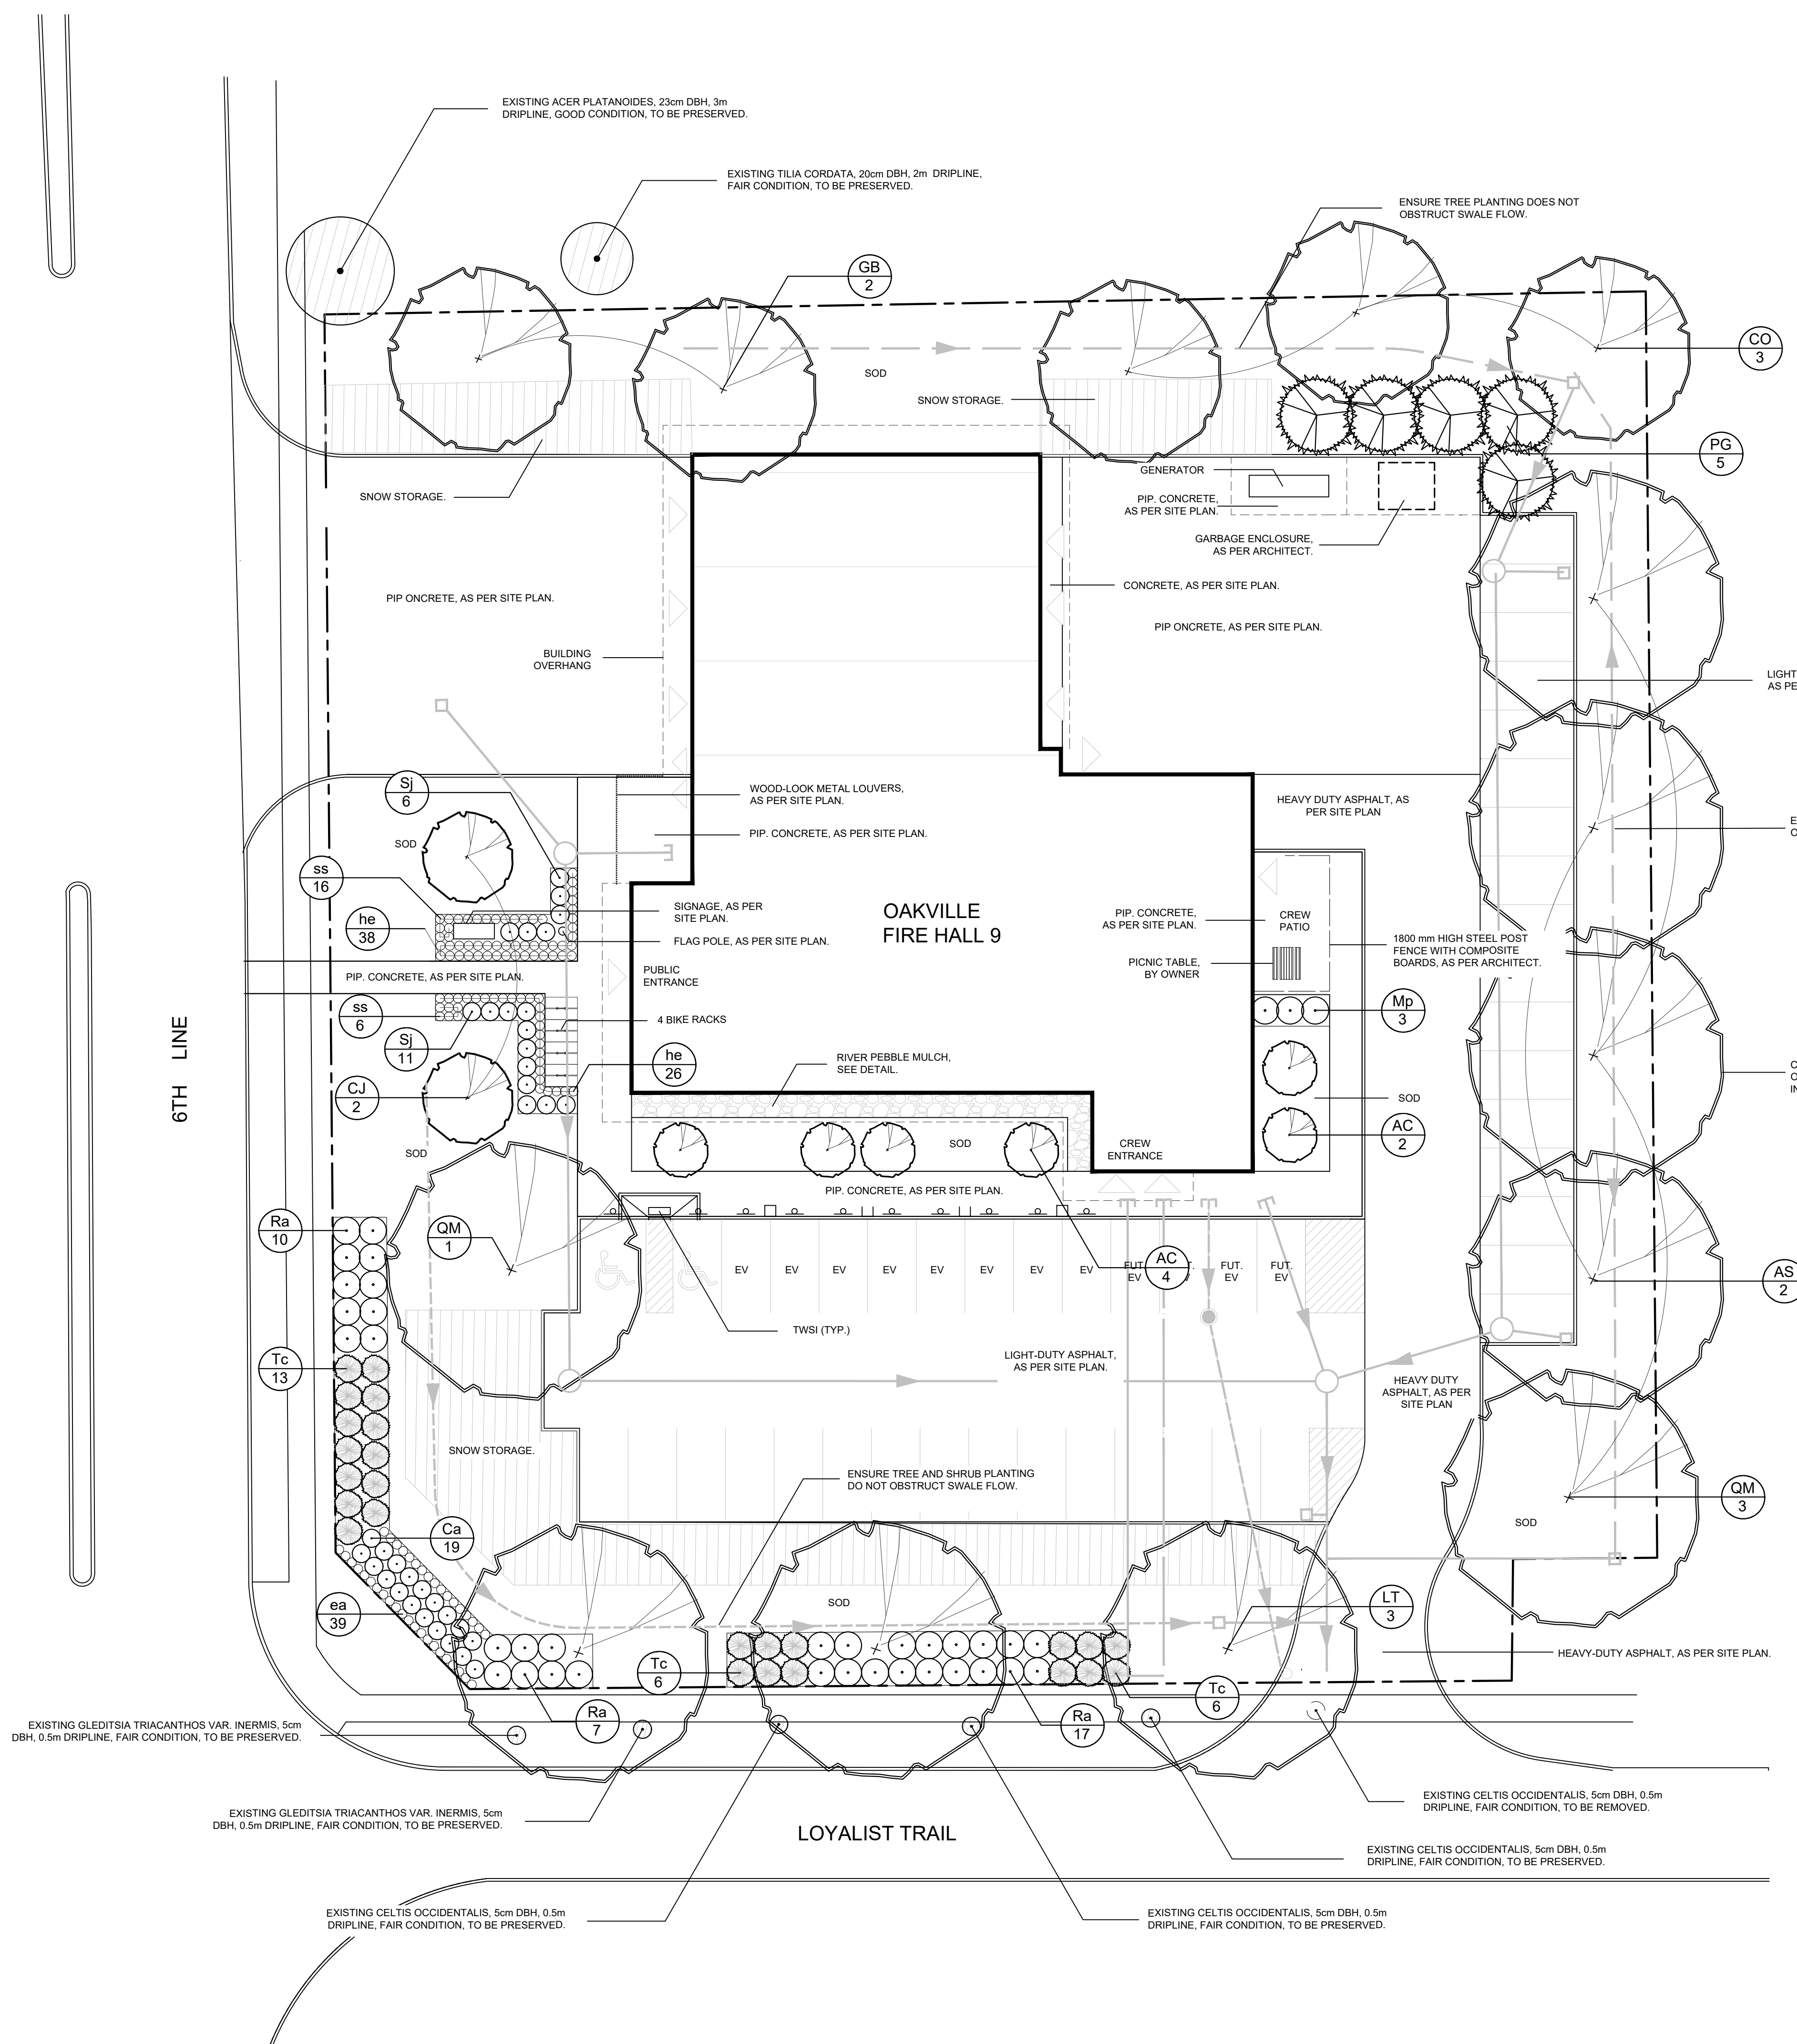 EXISTING ACER PLATANOIDES, 23cm DBH, 3m
DRIPLINE, GOOD CONDITION, TO BE PRESERVED.
EXISTING TILIA CORDATA, 20cm DBH, 2m DRIPLINE,
FAIR CONDITION, TO BE PRESERVED.
ENSURE TREE PLANTING DOES NOT
OBSTRUCT SWALE FLOW.
GB
2
CO
3
SOD
SNOW STORAGE.
PG
5
GENERATOR
SNOW STORAGE.
PIP. CONCRETE,
AS PER SITE PLAN.
GARBAGE ENCLOSURE,
AS PER ARCHITECT.
CONCRETE, AS PER SITE PLAN.
PIP ONCRETE, AS PER SITE PLAN.
PIP ONCRETE, AS PER SITE PLAN.
BUILDING
OVERHANG
LIGHT
AS PE
Sj
6
WOOD-LOOK METAL LOUVERS,
AS PER SITE PLAN.
HEAVY DUTY ASPHALT, AS
PER SITE PLAN
PIP. CONCRETE, AS PER SITE PLAN.
E
O
SOD
ss
16
he
38
SIGNAGE, AS PER
SITE PLAN.
FLAG POLE, AS PER SITE PLAN.
OAKVILLE
FIRE HALL 9
PIP. CONCRETE,
AS PER SITE PLAN.
CREW
PATIO
1800 mm HIGH STEEL POST
FENCE WITH COMPOSITE
BOARDS, AS PER ARCHITECT.
PIP. CONCRETE, AS PER SITE PLAN.
PUBLIC
ENTRANCE
PICNIC TABLE,
BY OWNER
ss
6
4 BIKE RACKS
Mp
3
Sj
11
he
26
RIVER PEBBLE MULCH,
SEE DETAIL.
6TH LINE
CJ
2
SOD
C
O
IN
AC
2
SOD
SOD
CREW
ENTRANCE
PIP. CONCRETE, AS PER SITE PLAN.
Ra
10
QM
1
EV
EV
EV
EV
EV
EV
EV
EV
FUT.
EV
AC
4
FUT.
EV
FUT.
EV
AS
2
TWSI (TYP.)
Tc
13
LIGHT-DUTY ASPHALT,
AS PER SITE PLAN.
HEAVY DUTY
ASPHALT, AS PER
SITE PLAN
SNOW STORAGE.
ENSURE TREE AND SHRUB PLANTING
DO NOT OBSTRUCT SWALE FLOW.
QM
3
SOD
Ca
19
ea
39
SOD
LT
3
HEAVY-DUTY ASPHALT, AS PER SITE PLAN.
Tc
6
Tc
6
Ra
7
Ra
17
EXISTING GLEDITSIA TRIACANTHOS VAR. INERMIS, 5cm
DBH, 0.5m DRIPLINE, FAIR CONDITION, TO BE PRESERVED.
EXISTING CELTIS OCCIDENTALIS, 5cm DBH, 0.5m
DRIPLINE, FAIR CONDITION, TO BE REMOVED.
EXISTING GLEDITSIA TRIACANTHOS VAR. INERMIS, 5cm
DBH, 0.5m DRIPLINE, FAIR CONDITION, TO BE PRESERVED.
LOYALIST TRAIL
EXISTING CELTIS OCCIDENTALIS, 5cm DBH, 0.5m
DRIPLINE, FAIR CONDITION, TO BE PRESERVED.
EXISTING CELTIS OCCIDENTALIS, 5cm DBH, 0.5m
DRIPLINE, FAIR CONDITION, TO BE PRESERVED.
EXISTING CELTIS OCCIDENTALIS, 5cm DBH, 0.5m
DRIPLINE, FAIR CONDITION, TO BE PRESERVED.